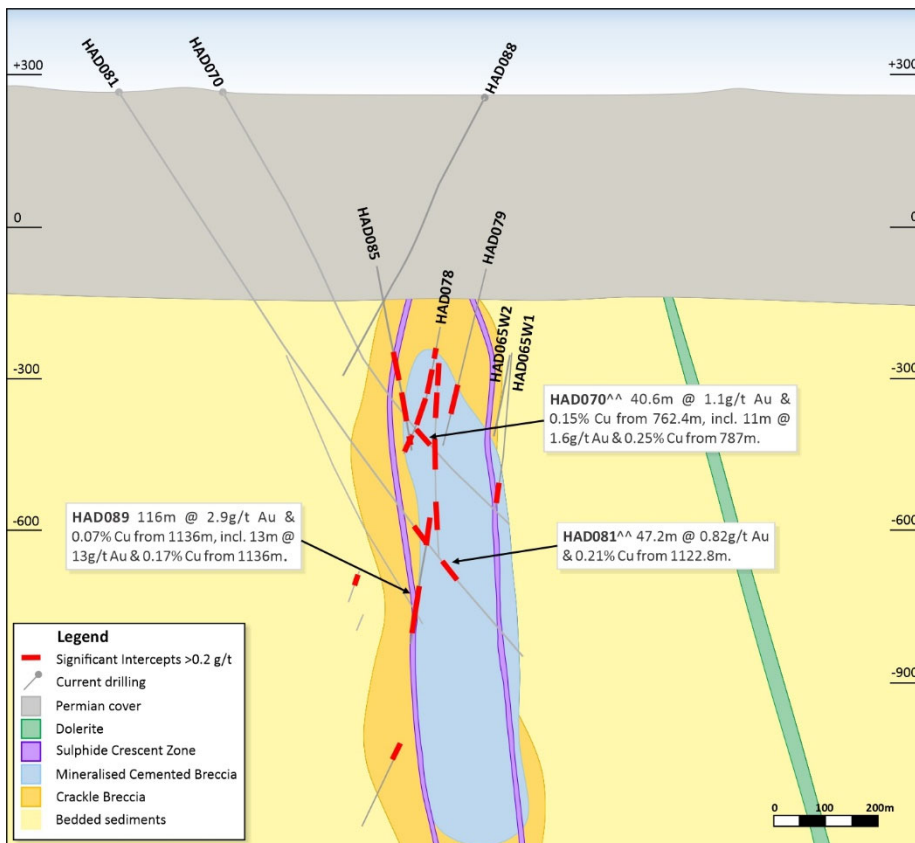 HAD081
HAD070
HAD088
+300
+300
0
0
HAD085
HAD079
HAD078
HAD065W2
HAD065W1
-300
-300
HAD070^^ 40.6m @ 1.1g/t Au &
0.15% Cu from 762.4m, incl. 11m @
1.6g/t Au & 0.25% Cu from 787m.
-600
-600
HAD089 116m @ 2.9g/t Au &
0.07% Cu from 1136m, incl. 13m @
13g/t Au & 0.17% Cu from 1136m.
HAD081^^ 47.2m @ 0.82g/t Au
& 0.21% Cu from 1122.8m.
-900
Legend
Significant Intercepts >0.2 g/t
Current drilling
Permian cover
Dolerite
Sulphide Crescent Zone
Mineralised Cemented Breccia
Crackle Breccia
Bedded sediments
0 100 200m